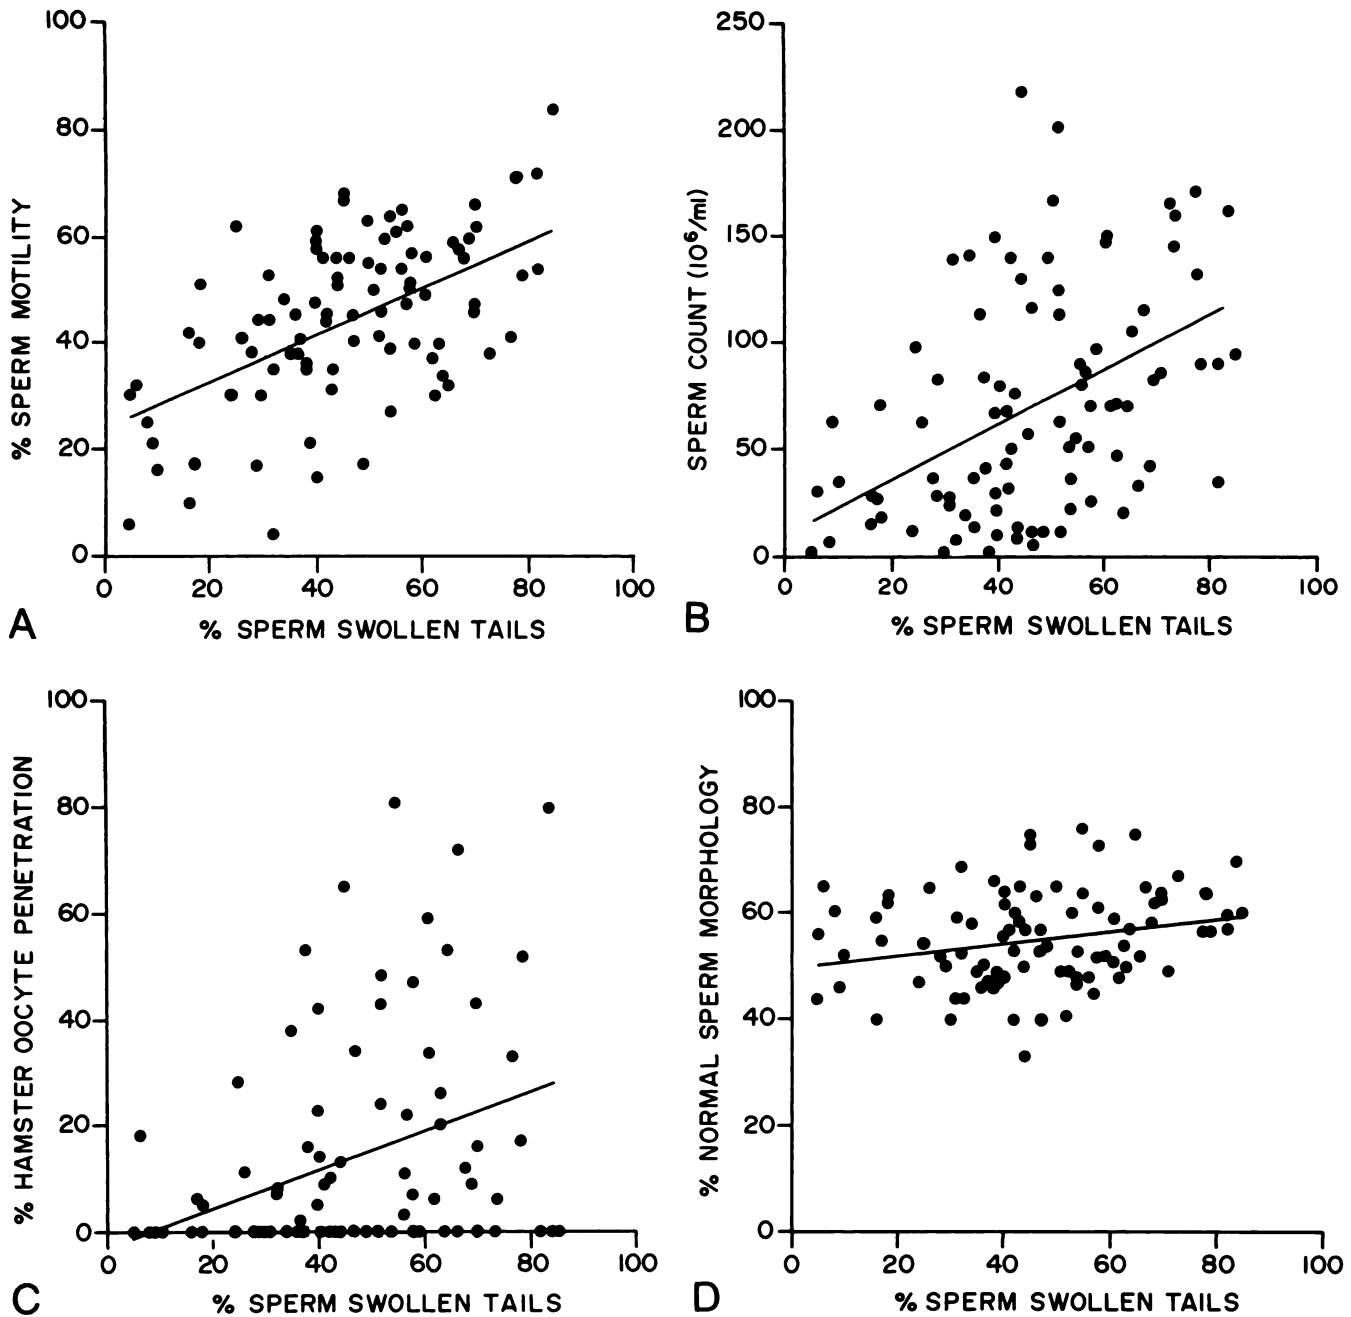 100
80
60
40
20
0
% SPERM MOTILITY
0 20 40 60 80 100
% SPERM SWOLLEN TAILS
A
250
200
150
100
50
0
SPERM COUNT (10⁶/ml)
0 20 40 60 80 100
% SPERM SWOLLEN TAILS
B
100
80
60
40
20
0
% HAMSTER OOCYTE PENETRATION
0 20 40 60 80 100
% SPERM SWOLLEN TAILS
C
100
80
60
40
20
0
% NORMAL SPERM MORPHOLOGY
0 20 40 60 80 100
% SPERM SWOLLEN TAILS
D